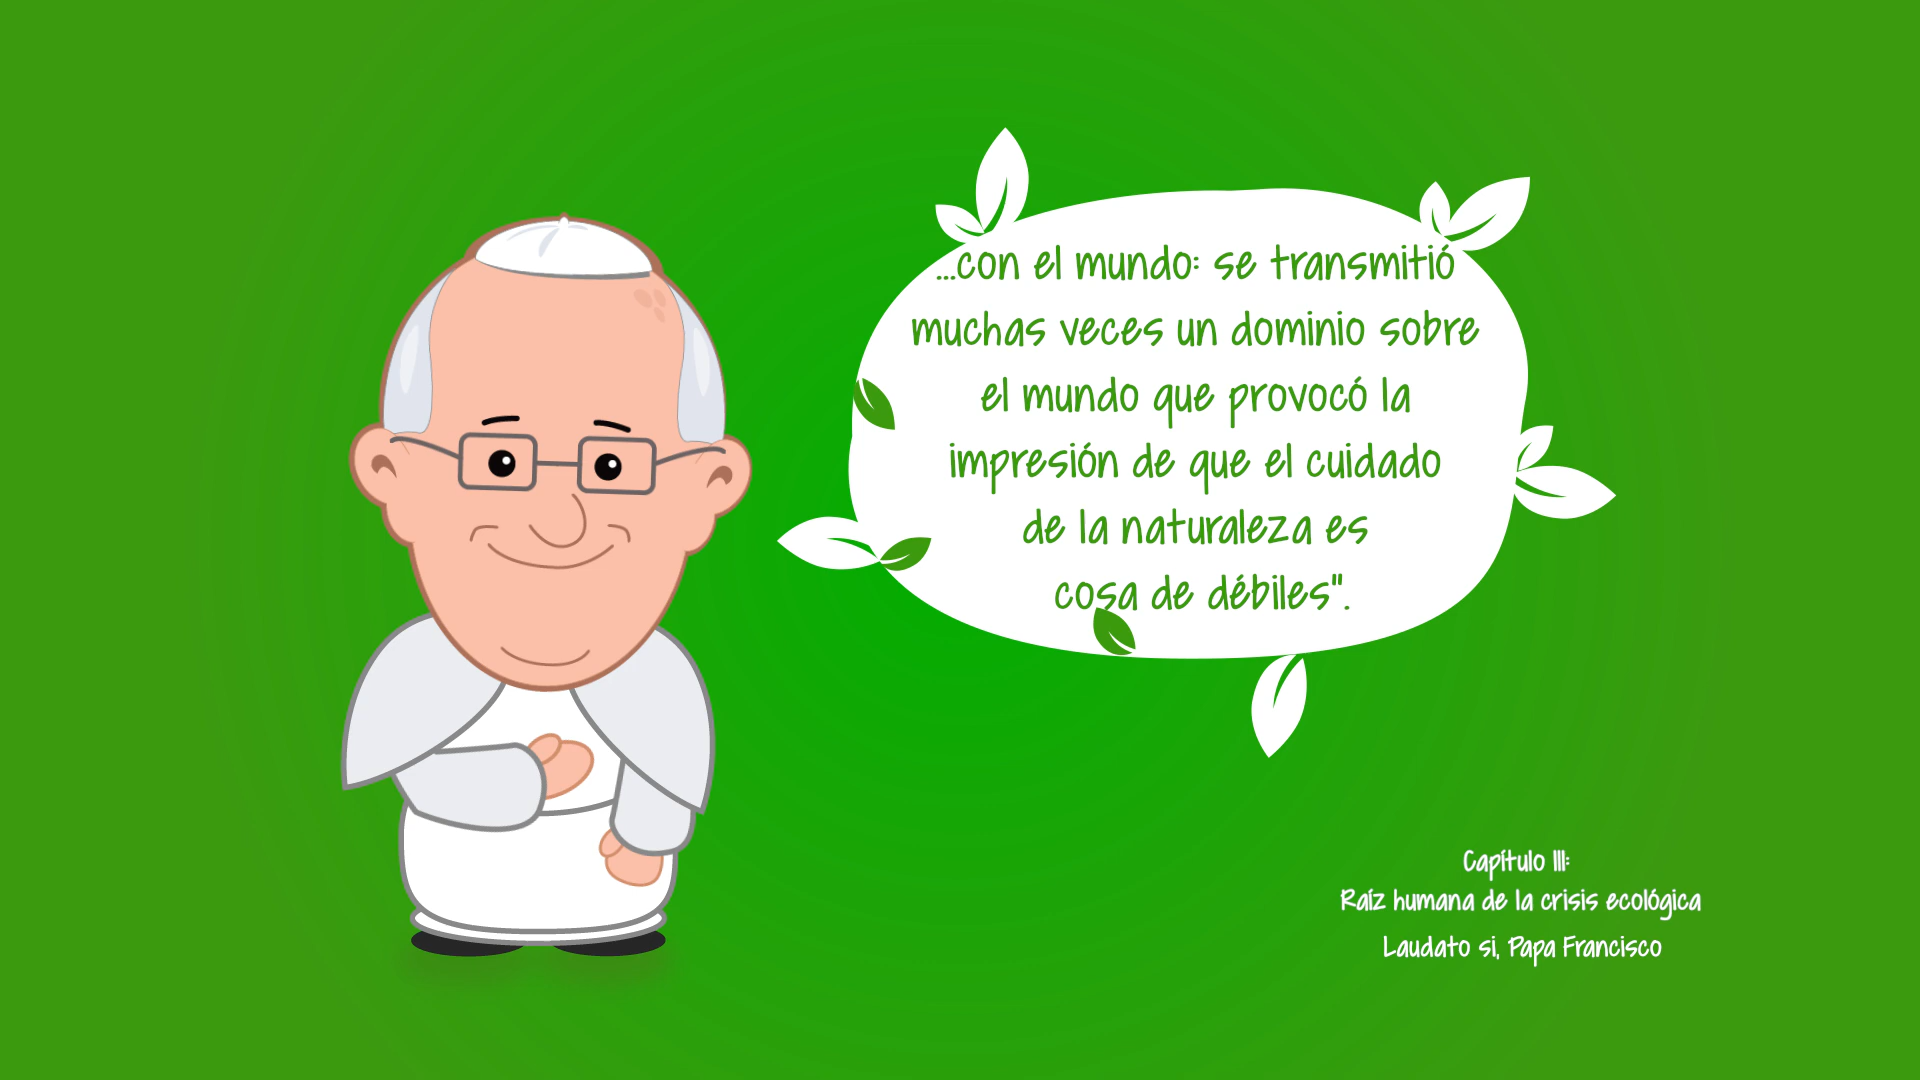 ...con el mundo: se transmitió
muchas veces un dominio sobre
el mundo que provocó la
impresión de que el cuidado
de la naturaleza es
cosa de débiles".
Capítulo III:
Raíz humana de la crisis ecológica
Laudato si, Papa Francisco